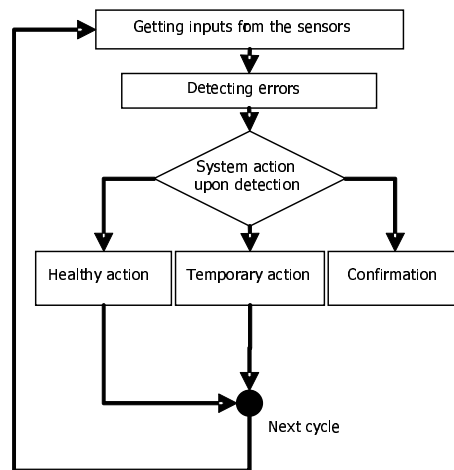 Getting inputs fom the sensors
Detecting errors
System action
upon detection
Healthy action
Temporary action
Confirmation
Next cycle